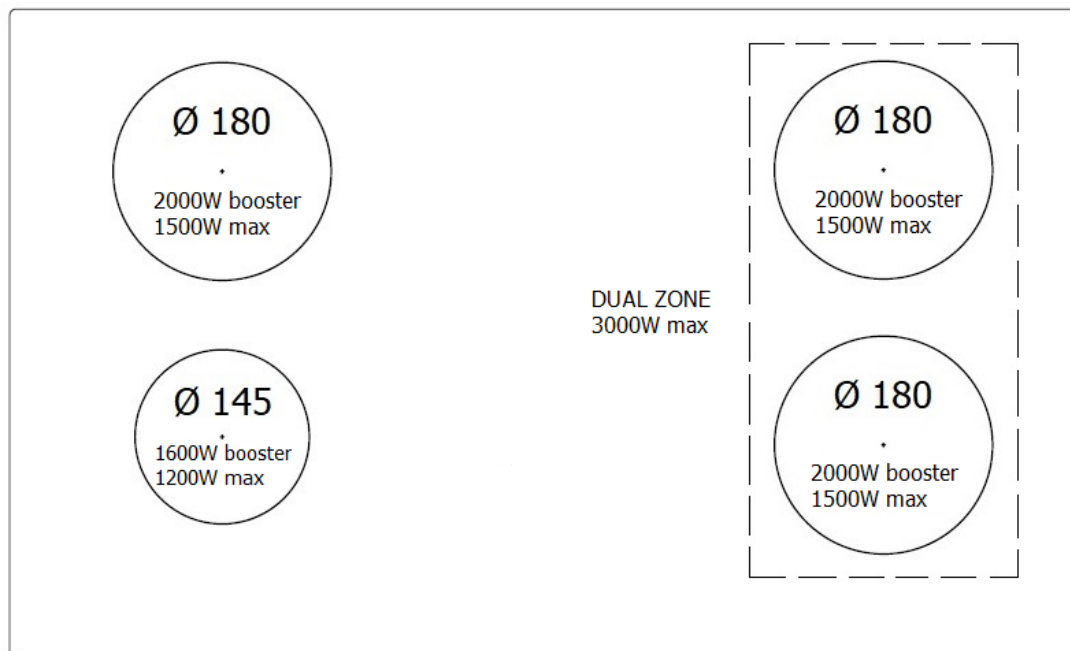 Ø 180
2000W booster
1500W max
Ø 180
2000W booster
1500W max
DUAL ZONE
3000W max
Ø 145
1600W booster
1200W max
Ø 180
2000W booster
1500W max